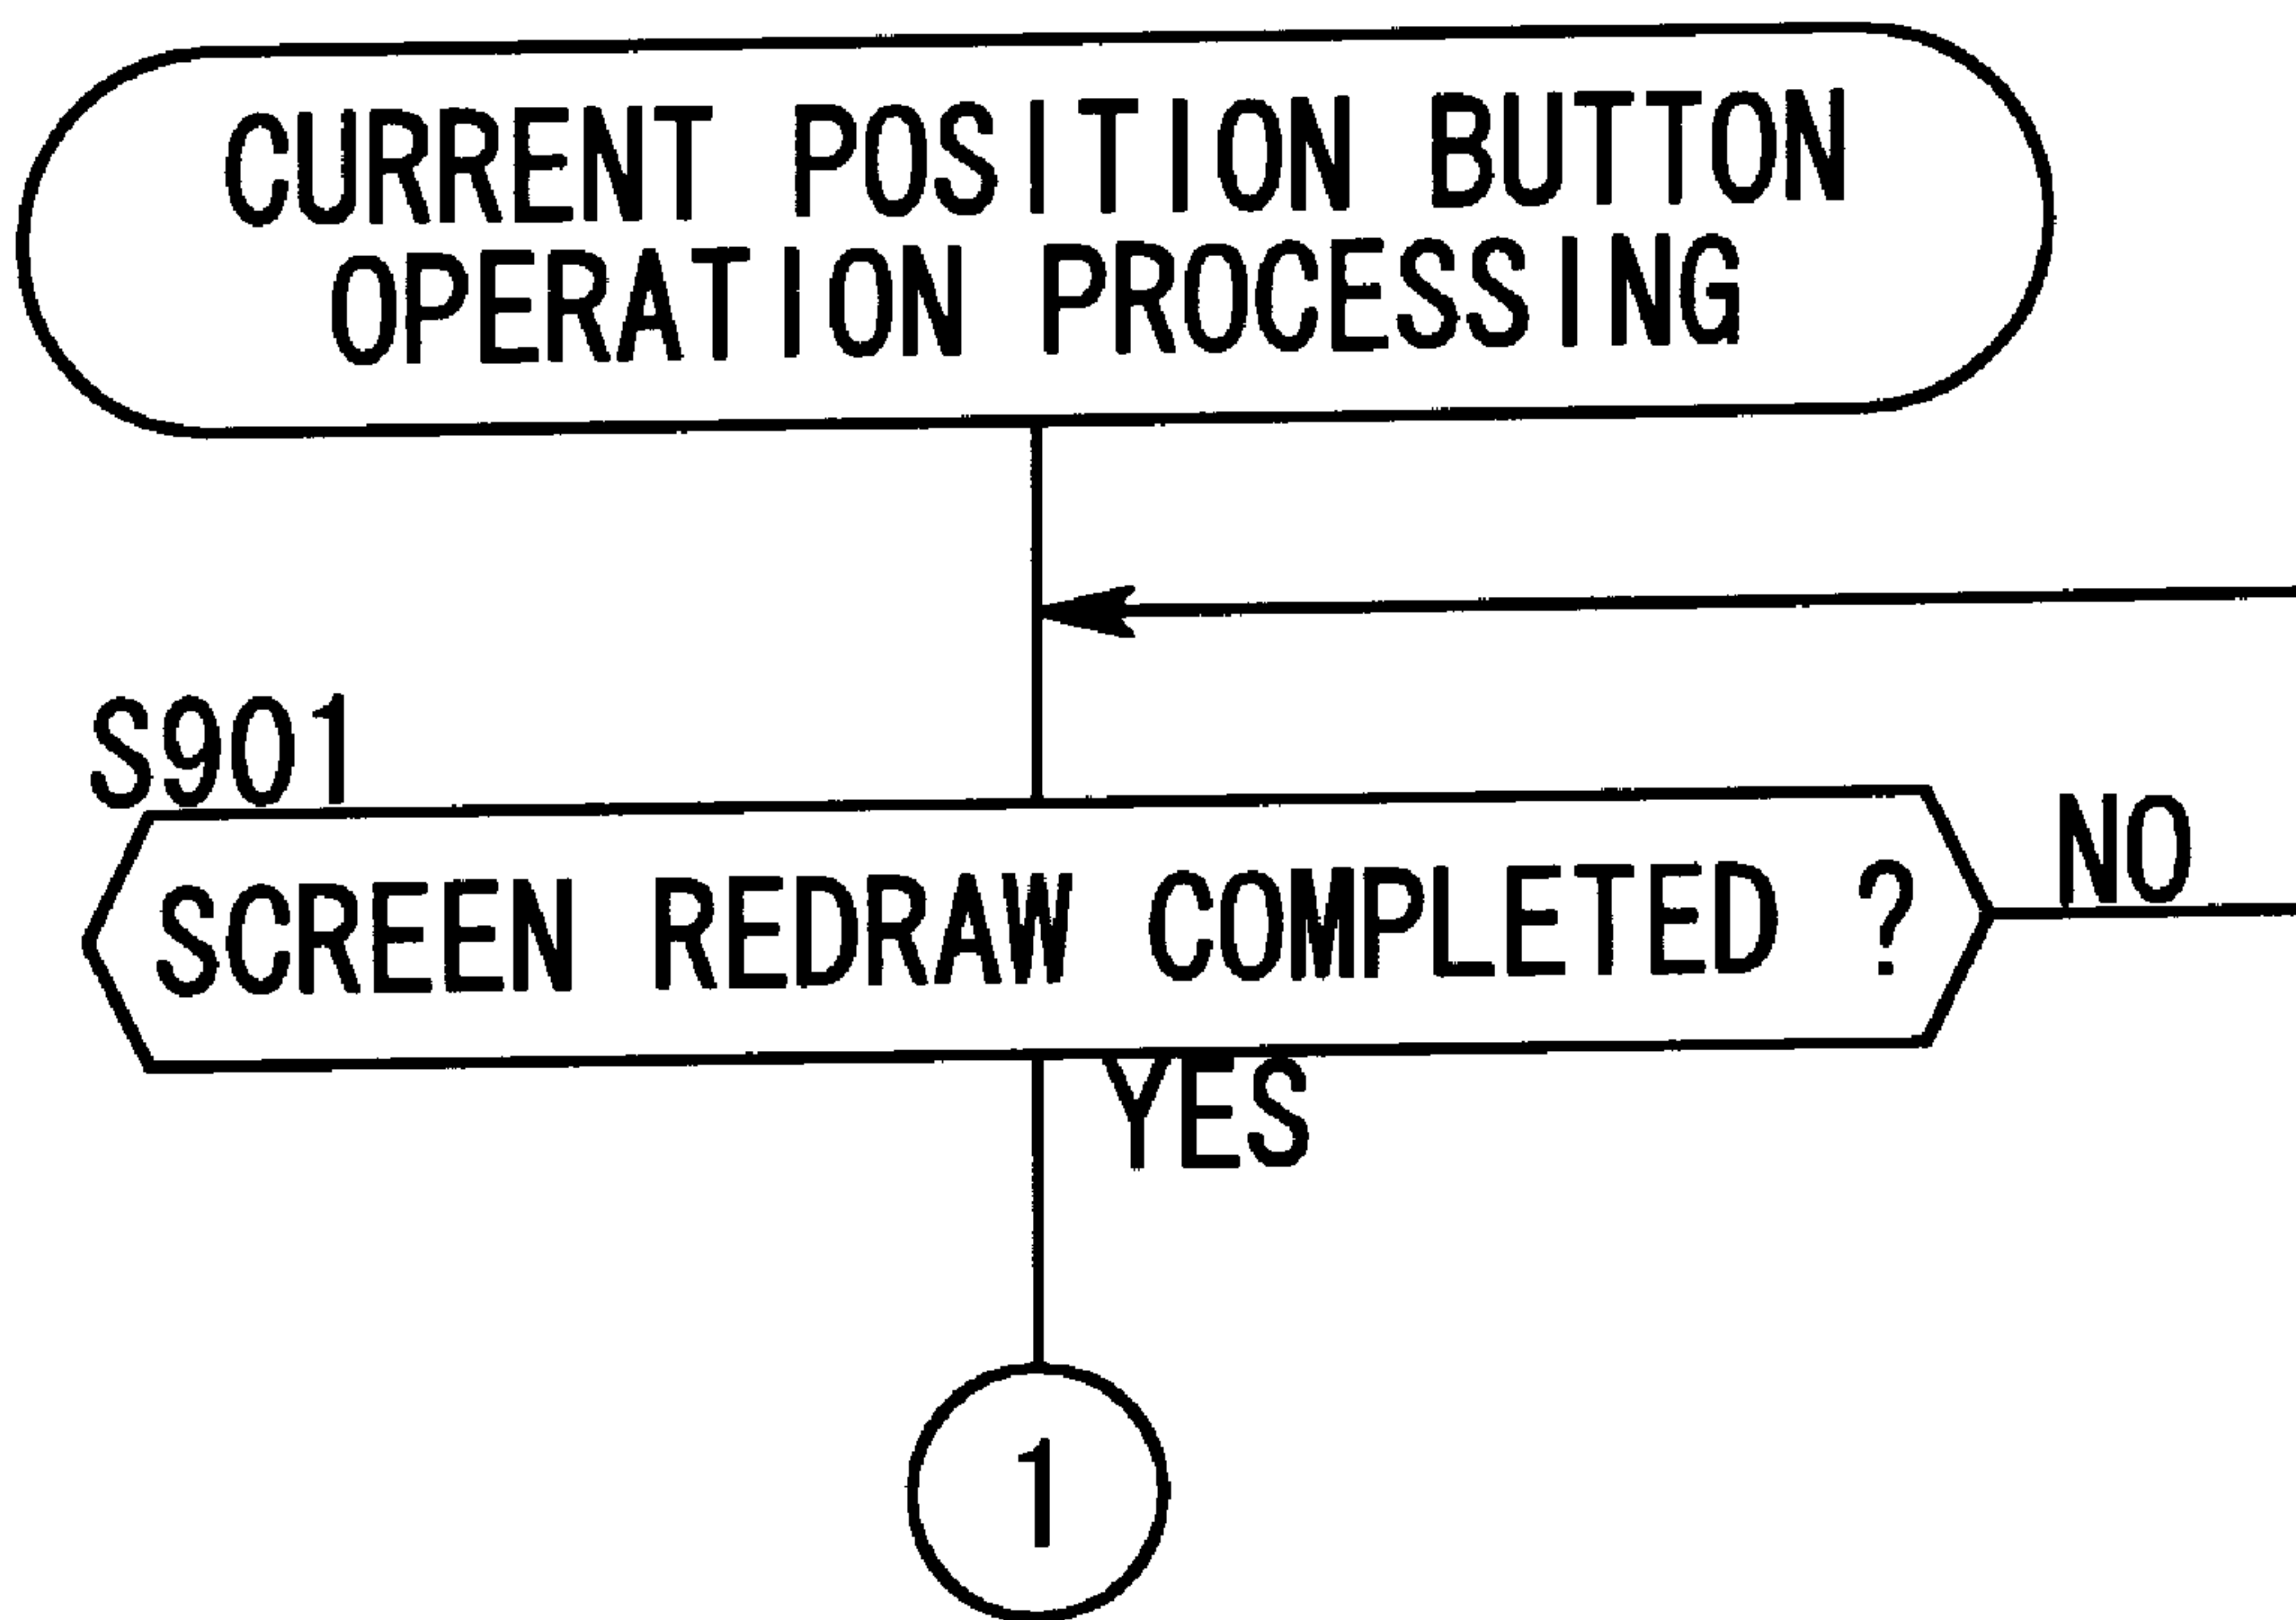 CURRENT POSITION BUTTON
OPERATION PROCESSING
S901
SCREEN REDRAW COMPLETED ?
NO
YES
1